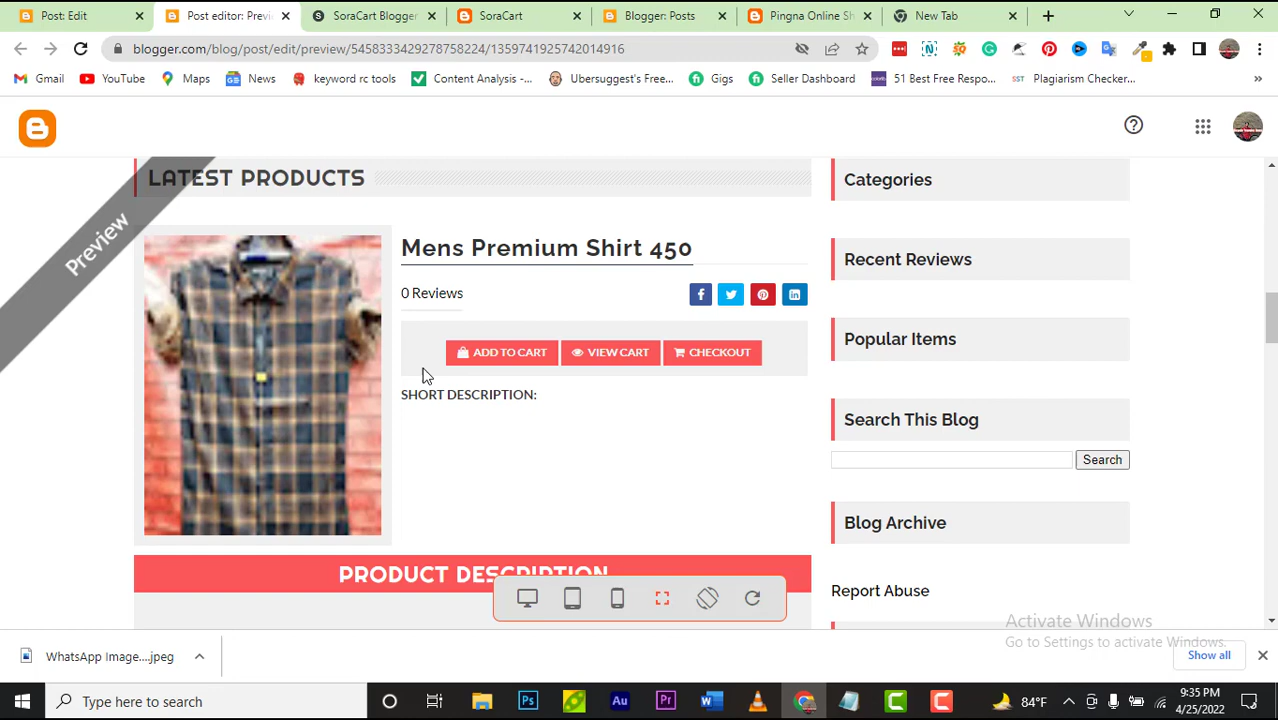 Post: Edit
Post editor: Previ
SoraCart Blogger
SoraCart
Blogger: Posts
Pingna Online Sh
New Tab
blogger.com/blog/post/edit/preview/5458333429278758224/1359741925742014916
Gmail
YouTube
Maps
News
keyword rc tools
Content Analysis -...
Ubersuggest's Free...
Gigs
Seller Dashboard
51 Best Free Respo...
Plagiarism Checker...
»
Preview
LATEST PRODUCTS
Mens Premium Shirt 450
0 Reviews
ADD TO CART
VIEW CART
CHECKOUT
SHORT DESCRIPTION:
PRODUCT DESCRIPTION
Categories
Recent Reviews
Popular Items
Search This Blog
Search
Blog Archive
Report Abuse
Activate Windows
Go to Settings to activate Windows.
WhatsApp Image....jpeg
Show all
Type here to search
84°F
9:35 PM
4/25/2022